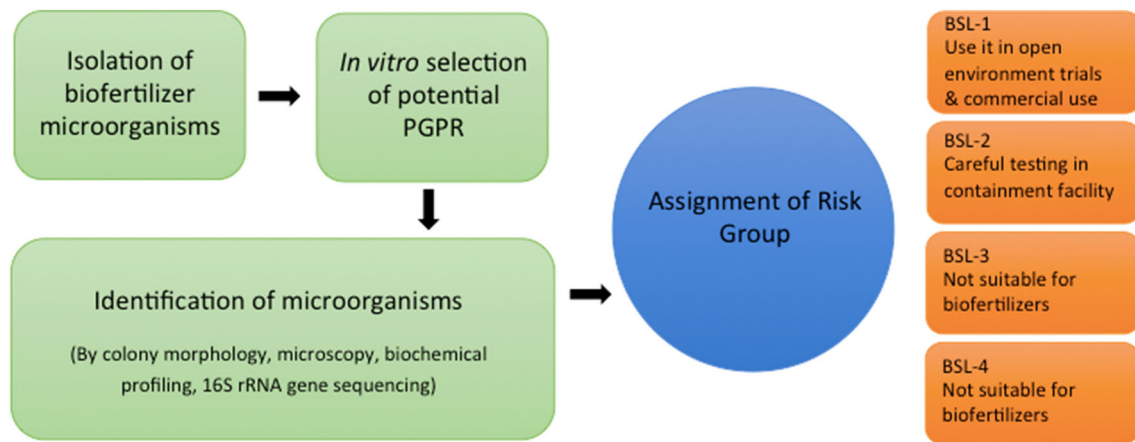 Isolation of
biofertilizer
microorganisms
In vitro selection
of potential
PGPR
Identification of microorganisms
(By colony morphology, microscopy, biochemical
profiling, 16S rRNA gene sequencing)
Assignment of Risk
Group
BSL-1
Use it in open
environment trials
& commercial use
BSL-2
Careful testing in
containment facility
BSL-3
Not suitable for
biofertilizers
BSL-4
Not suitable for
biofertilizers